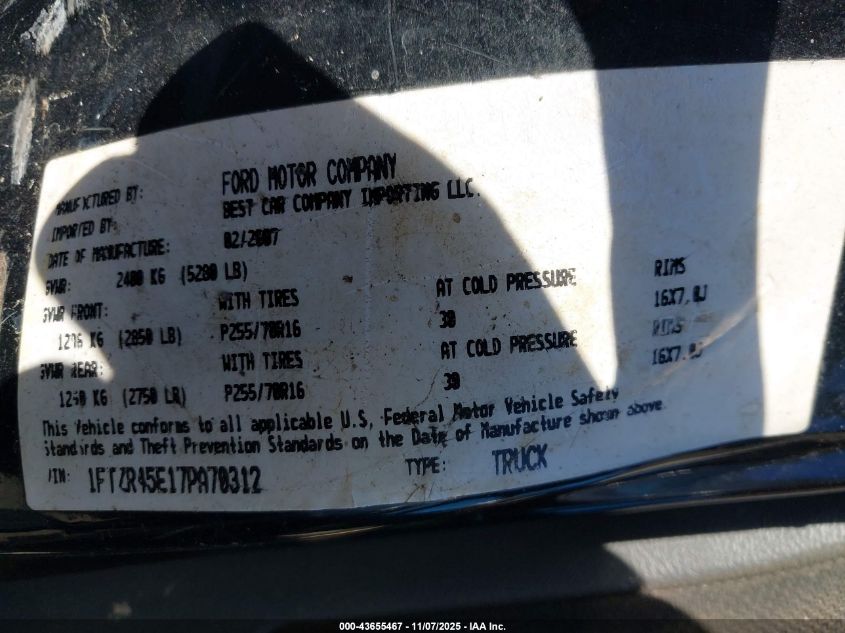 MANUFACTURED BY: FORD MOTOR COMPANY
IMPORTED BY: BEST CAR COMPANY IMPORTING LLC.
DATE OF MANUFACTURE: 02/2007
GVWR: 2400 KG (5280 LB)
GVWR FRONT: WITH TIRES AT COLD PRESSURE RIMS
1296 KG (2850 LB) P255/70R16 30 16X7.0J
GVWR REAR: WITH TIRES AT COLD PRESSURE RIMS
1250 KG (2750 LB) P255/70R16 30 16X7.0J
This Vehicle conforms to all applicable U.S. Federal Motor Vehicle Safety
Standards and Theft Prevention Standards on the Date of Manufacture shown above
VIN: 1FTZR45E17PA70312 TYPE: TRUCK
000-43655467 - 11/07/2025 - IAA Inc.